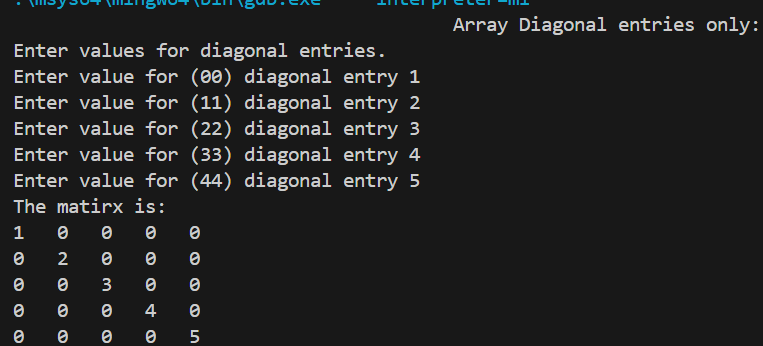 .\msys64\mingw64\bin\gdb.exe interpreter=mi
Array Diagonal entries only:
Enter values for diagonal entries.
Enter value for (00) diagonal entry 1
Enter value for (11) diagonal entry 2
Enter value for (22) diagonal entry 3
Enter value for (33) diagonal entry 4
Enter value for (44) diagonal entry 5
The matirx is:
1 0 0 0 0
0 2 0 0 0
0 0 3 0 0
0 0 0 4 0
0 0 0 0 5